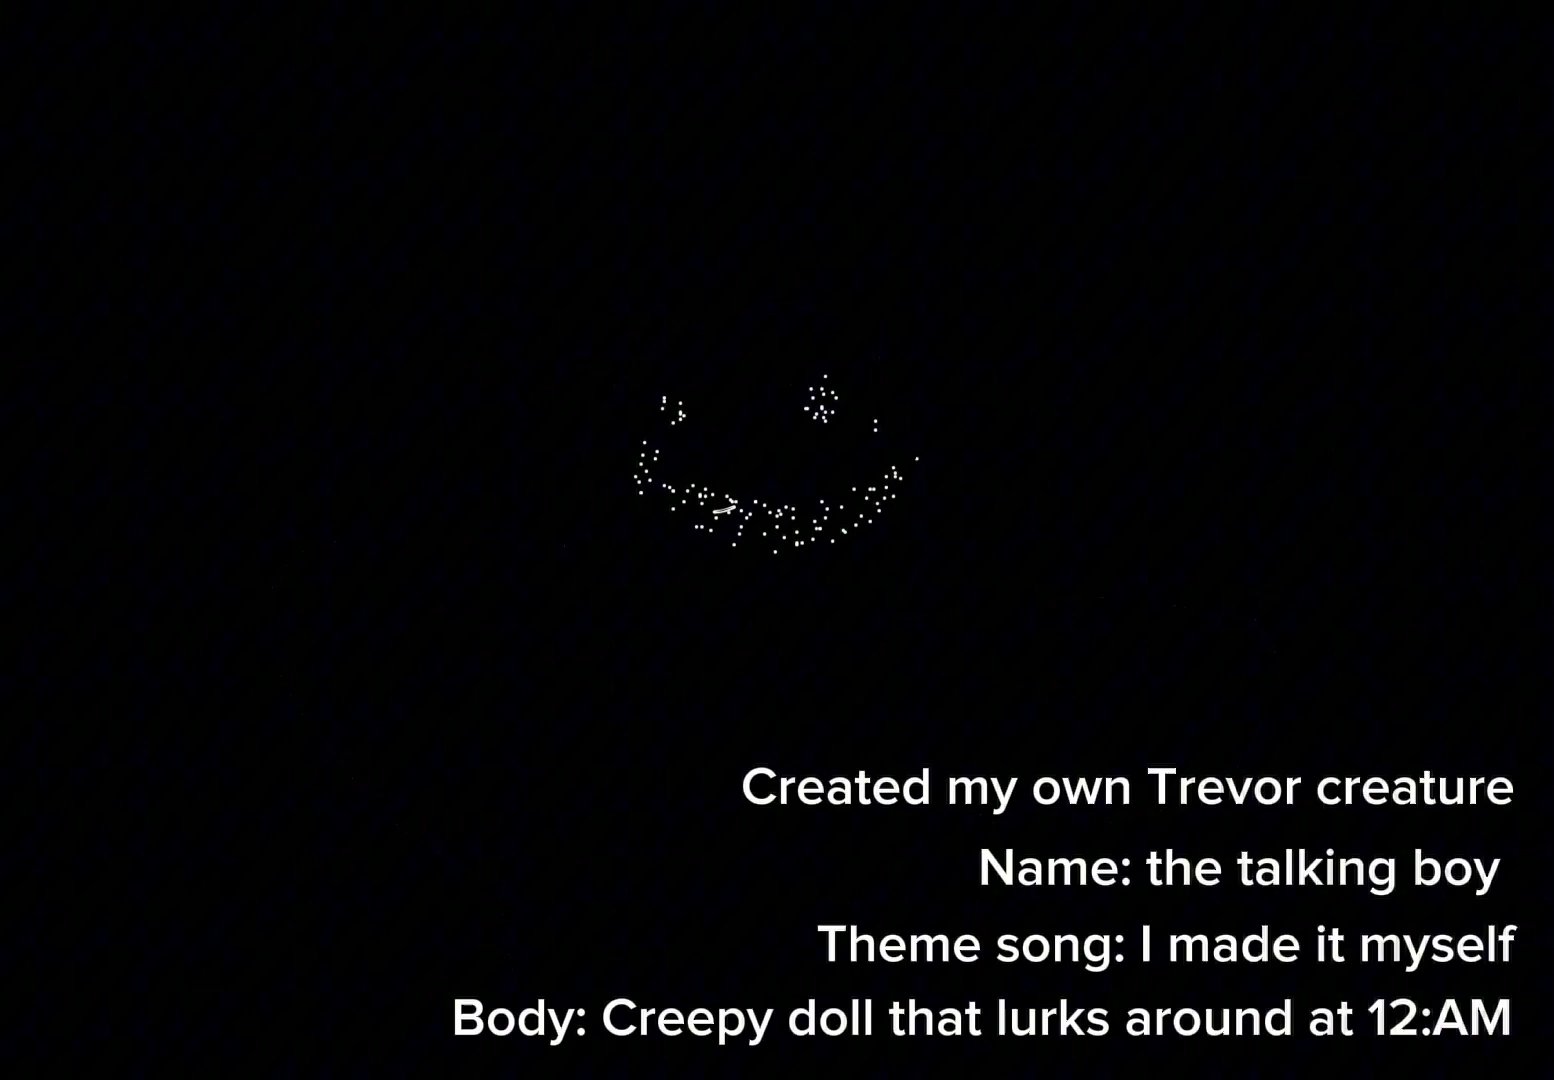 Created my own Trevor creature
Name: the talking boy
Theme song: I made it myself
Body: Creepy doll that lurks around at 12:AM